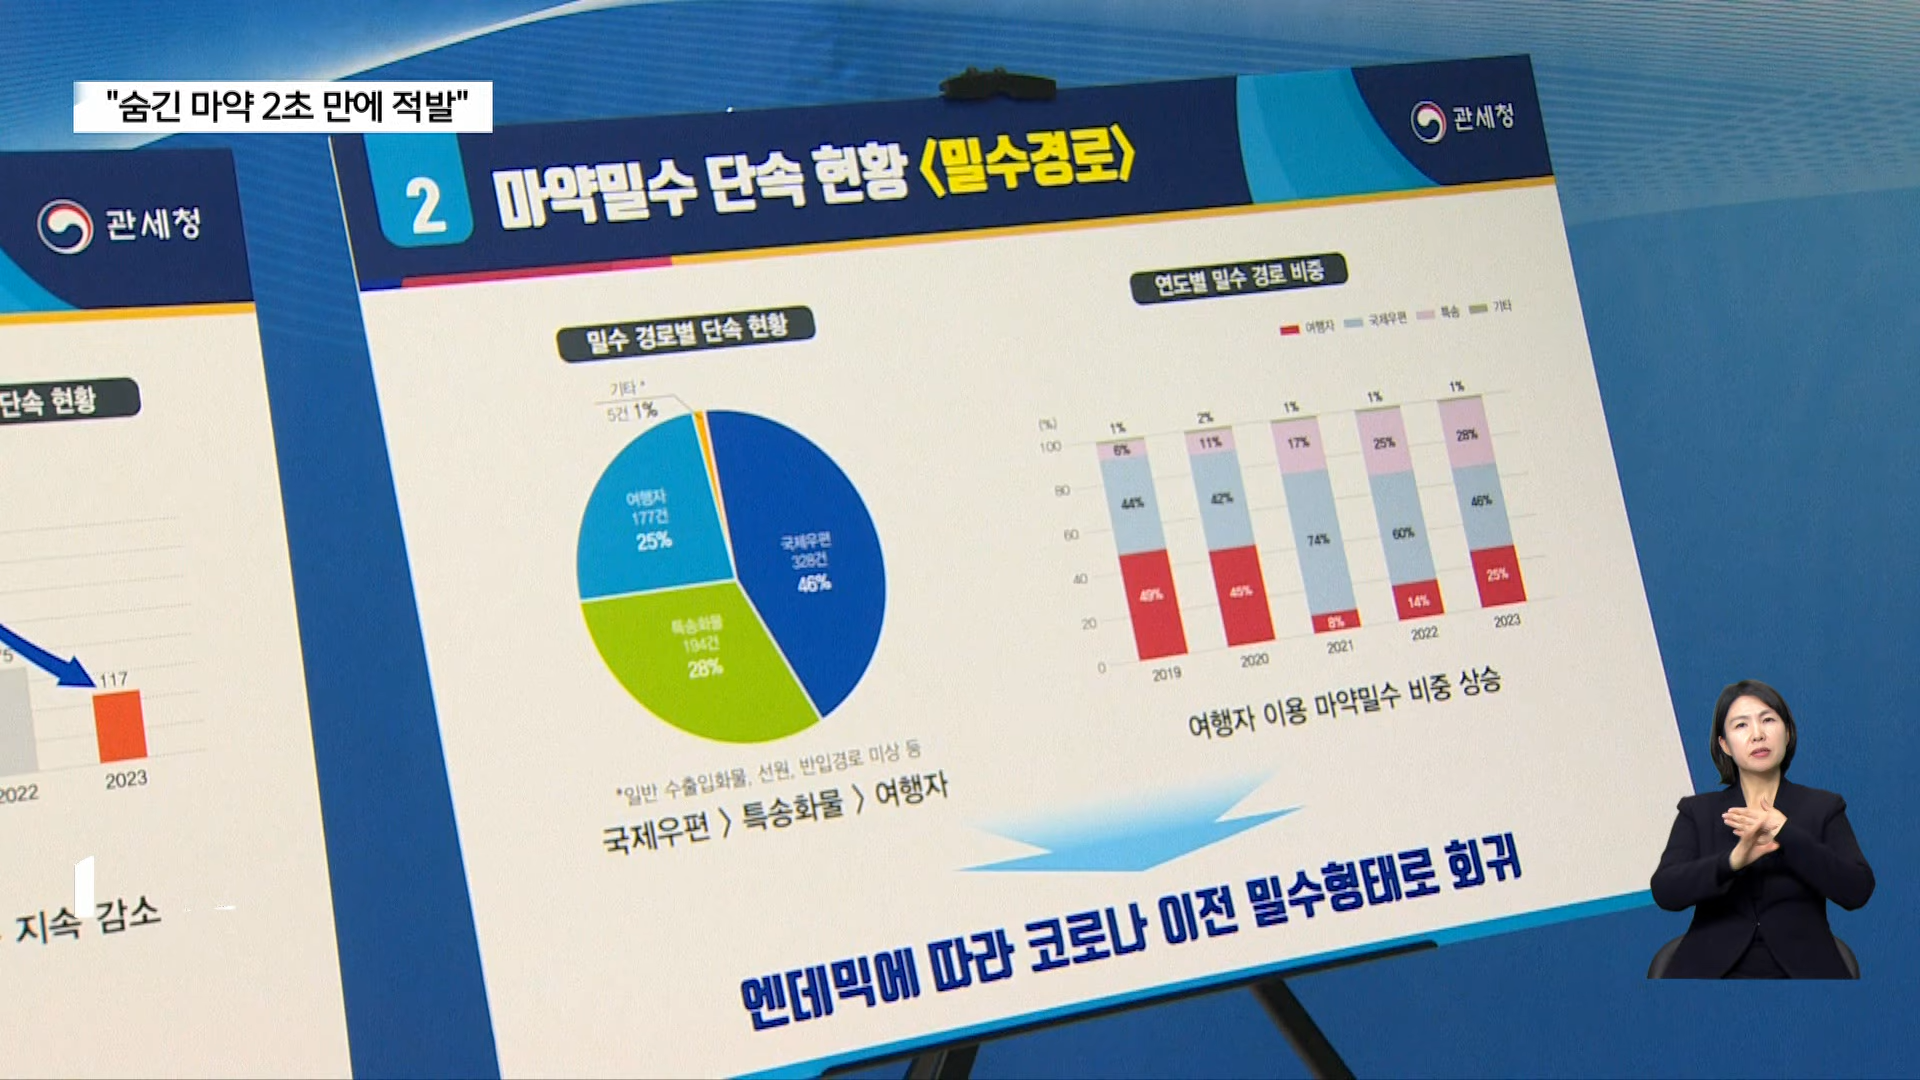 "숨긴 마약 2초 만에 적발"
관세청
단속 현황
117
2022
2023
지속 감소
관세청
2
마약밀수 단속 현황 <밀수경로>
밀수 경로별 단속 현황
기타 *
5건 1%
여행자
177건
25%
국제우편
328건
46%
특송화물
194건
28%
*일반 수출입화물, 선원, 반입경로 미상 등
국제우편 > 특송화물 > 여행자
연도별 밀수 경로 비중
여행자 국제우편 특송 기타
(%)
100
80
60
40
20
0
1% 2% 1% 1% 1%
6% 11% 17% 25% 28%
44% 42% 74% 60% 46%
49% 45% 8% 14% 25%
2019 2020 2021 2022 2023
여행자 이용 마약밀수 비중 상승
엔데믹에 따라 코로나 이전 밀수형태로 회귀